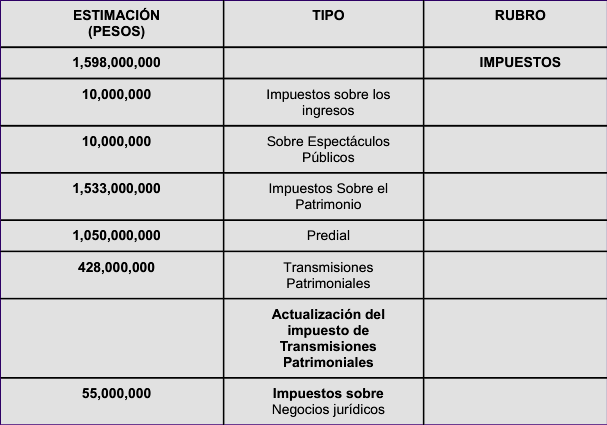 ESTIMACIÓN
(PESOS)
TIPO
RUBRO
1,598,000,000
IMPUESTOS
10,000,000
Impuestos sobre los
ingresos
10,000,000
Sobre Espectáculos
Públicos
1,533,000,000
Impuestos Sobre el
Patrimonio
1,050,000,000
Predial
428,000,000
Transmisiones
Patrimoniales
Actualización del
impuesto de
Transmisiones
Patrimoniales
55,000,000
Impuestos sobre
Negocios jurídicos